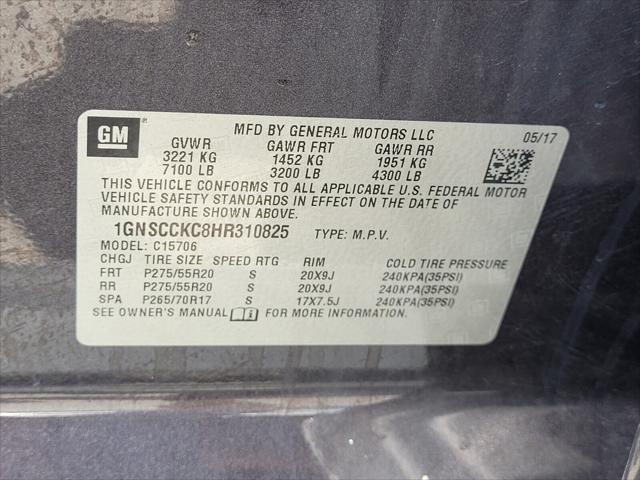 GM
MFD BY GENERAL MOTORS LLC 05/17
GVWR GAWR FRT GAWR RR
3221 KG 1452 KG 1951 KG
7100 LB 3200 LB 4300 LB
THIS VEHICLE CONFORMS TO ALL APPLICABLE U.S. FEDERAL MOTOR
VEHICLE SAFETY STANDARDS IN EFFECT ON THE DATE OF
MANUFACTURE SHOWN ABOVE.
1GNSCCKC8HR310825 TYPE: M.P.V.
MODEL: C15706
CHGJ TIRE SIZE SPEED RTG RIM COLD TIRE PRESSURE
FRT P275/55R20 S 20X9J 240KPA(35PSI)
RR P275/55R20 S 20X9J 240KPA(35PSI)
SPA P265/70R17 S 17X7.5J 240KPA(35PSI)
SEE OWNER'S MANUAL FOR MORE INFORMATION.